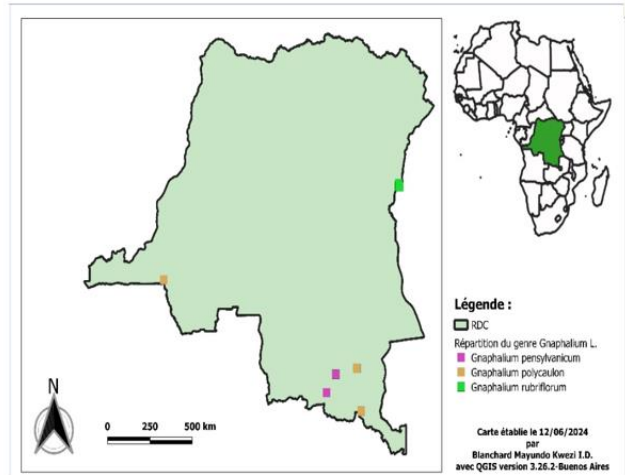 N
0 250 500 km
Légende :
RDC
Répartition du genre Gnaphalium L.
Gnaphalium pensylvanicum
Gnaphalium polycaulon
Gnaphalium rubriflorum
Carte établie le 12/06/2024
par
Blanchard Mayundo Kwezi I.D.
avec QGIS version 3.26.2-Buenos Aires